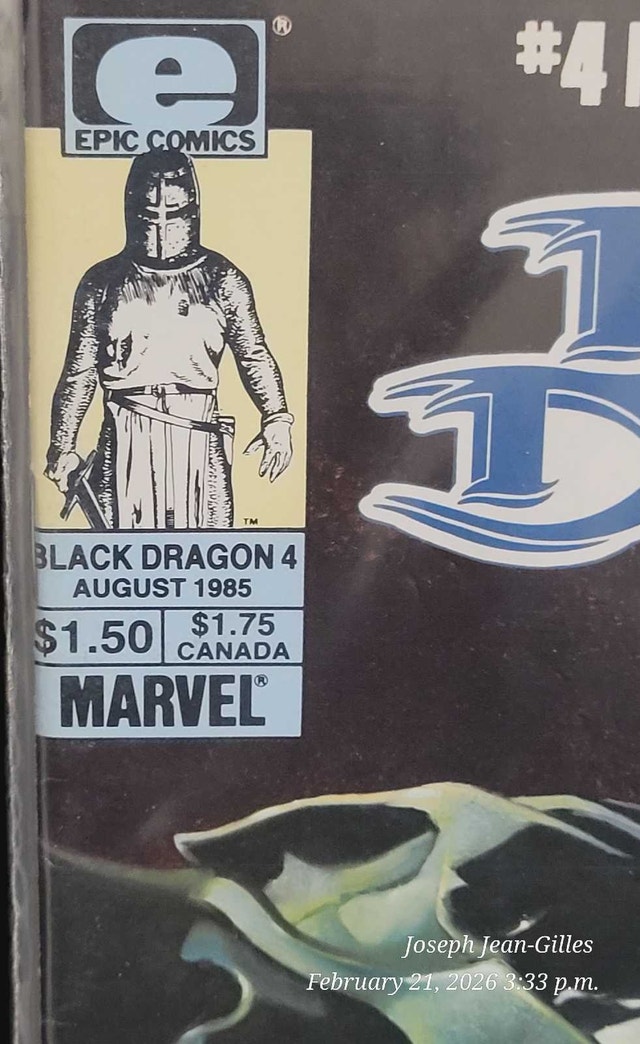 e ®
EPIC COMICS
#4
D
™
BLACK DRAGON 4
AUGUST 1985
$1.50
$1.75
CANADA
MARVEL®
Joseph Jean-Gilles
February 21, 2026 3:33 p.m.